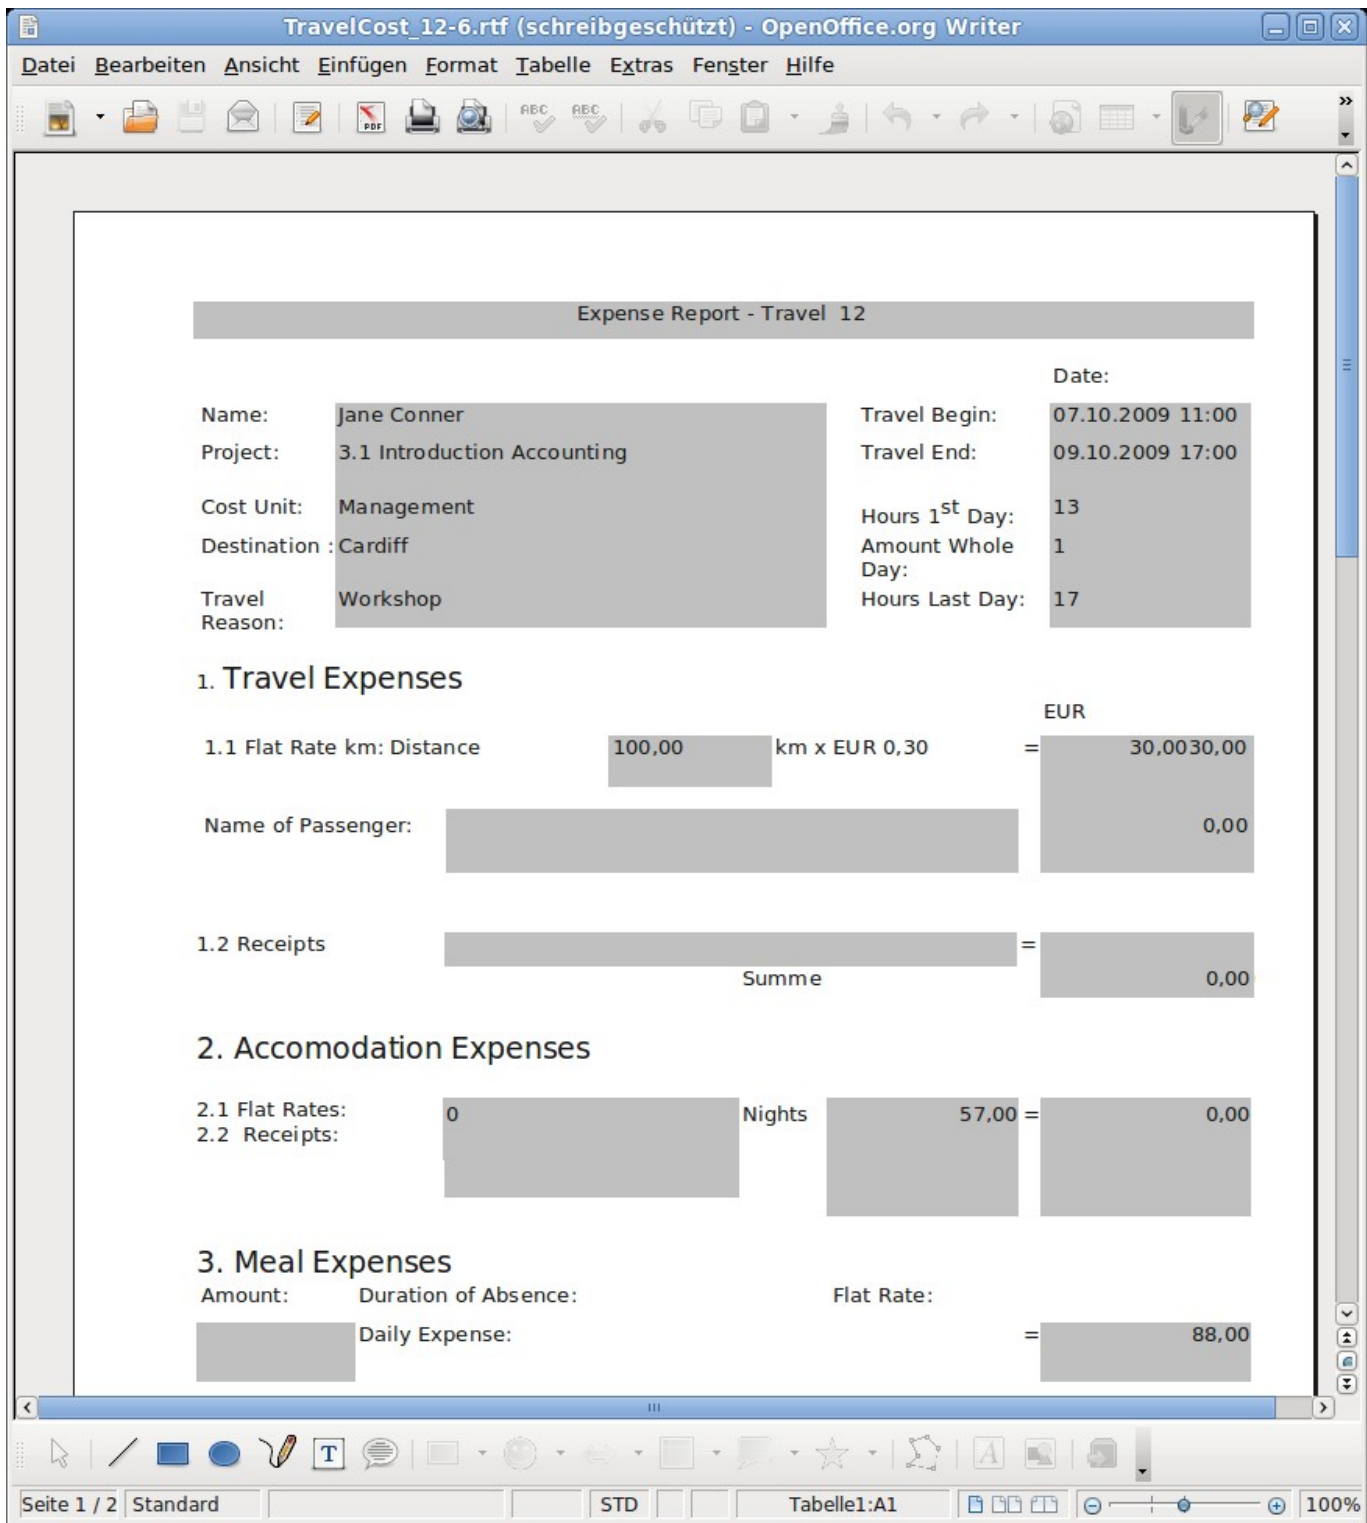 TravelCost_12-6.rtf (schreibgeschützt) - OpenOffice.org Writer
Datei Bearbeiten Ansicht Einfügen Format Tabelle Extras Fenster Hilfe
PDF ABC ABC
Expense Report - Travel 12
Date:
Name: Jane Conner Travel Begin: 07.10.2009 11:00
Project: 3.1 Introduction Accounting Travel End: 09.10.2009 17:00
Cost Unit: Management Hours 1st Day: 13
Destination : Cardiff Amount Whole Day: 1
Travel Reason: Workshop Hours Last Day: 17
1. Travel Expenses
EUR
1.1 Flat Rate km: Distance 100,00 km x EUR 0,30 = 30,0030,00
Name of Passenger: 0,00
1.2 Receipts =
Summe 0,00
2. Accomodation Expenses
2.1 Flat Rates: 0 Nights 57,00 = 0,00
2.2 Receipts:
3. Meal Expenses
Amount: Duration of Absence: Flat Rate:
Daily Expense: = 88,00
T A
Seite 1 / 2 Standard STD Tabelle1:A1 100%